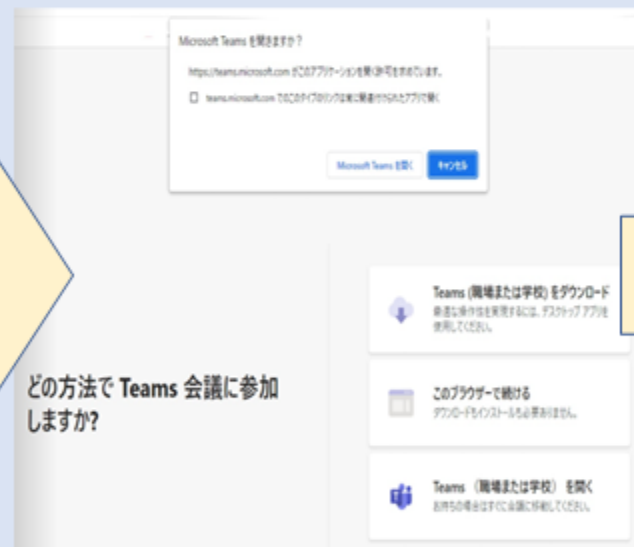 Microsoft Teams を開きますか？
https://teams.microsoft.com がこのアプリケーションを開く許可を求めています。
teams.microsoft.com でのこのタイプのリンクは常に関連付けられたアプリで開く
Microsoft Teams を開く
キャンセル
どの方法で Teams 会議に参加
しますか?
Teams (職場または学校) をダウンロード
最適な操作性を実現するには、デスクトップ アプリを
使用してください。
このブラウザーで続ける
ダウンロードもインストールも必要ありません。
Teams （職場または学校） を開く
お持ちの場合はすぐに会議に移動してください。